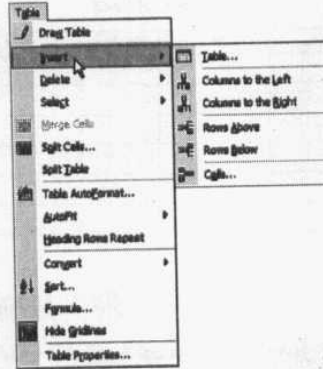 Table
Draw Table
Insert
Delete
Select
Merge Cells
Split Cells...
Split Table
Table AutoFormat...
AutoFit
Heading Rows Repeat
Convert
Sort...
Formula...
Hide Gridlines
Table Properties...
Table...
Columns to the Left
Columns to the Right
Rows Above
Rows Below
Cells...